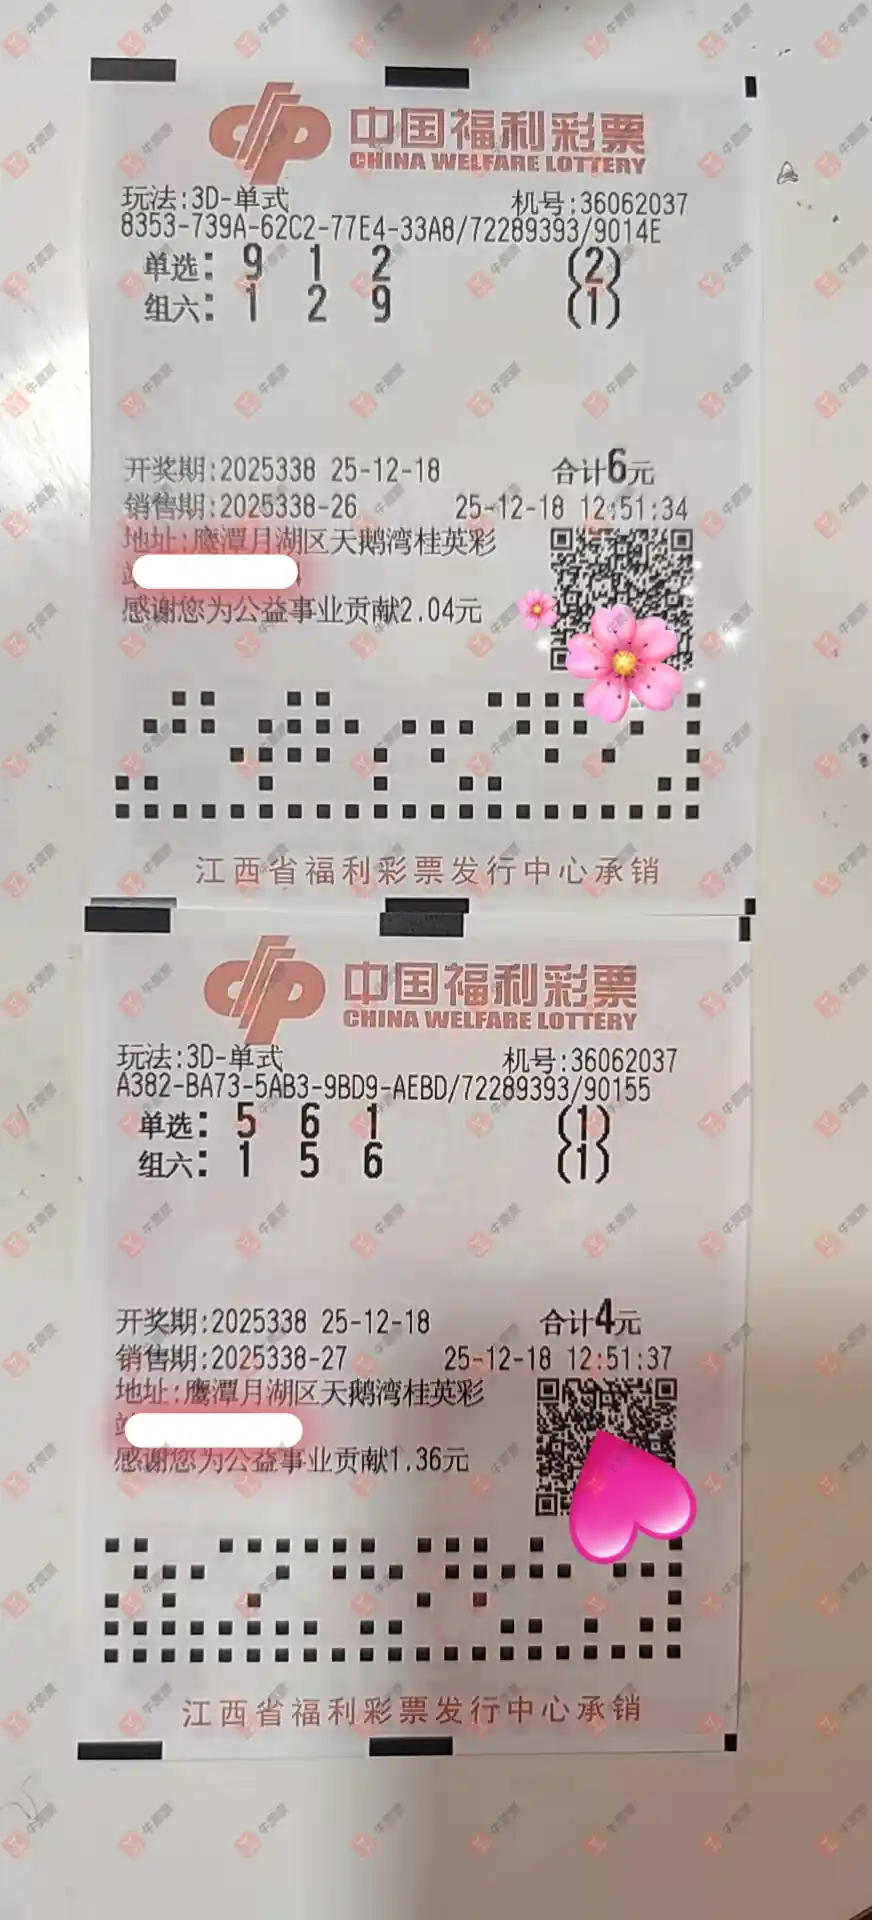 中国福利彩票
CHINA WELFARE LOTTERY
玩法:3D-单式 机号:36062037
8353-739A-62C2-77E4-33A8/72289393/9014E
单选: 9 1 2 (2)
组六: 1 2 9 (1)
开奖期:2025338 25-12-18 合计6元
销售期:2025338-26 25-12-18 12:51:34
地址:鹰潭月湖区天鹅湾桂英彩
感谢您为公益事业贡献2.04元
江西省福利彩票发行中心承销
中国福利彩票
CHINA WELFARE LOTTERY
玩法:3D-单式 机号:36062037
A382-BA73-5AB3-9BD9-AEBD/72289393/90155
单选: 5 6 1 (1)
组六: 1 5 6 (1)
开奖期:2025338 25-12-18 合计4元
销售期:2025338-27 25-12-18 12:51:37
地址:鹰潭月湖区天鹅湾桂英彩
感谢您为公益事业贡献1.36元
江西省福利彩票发行中心承销